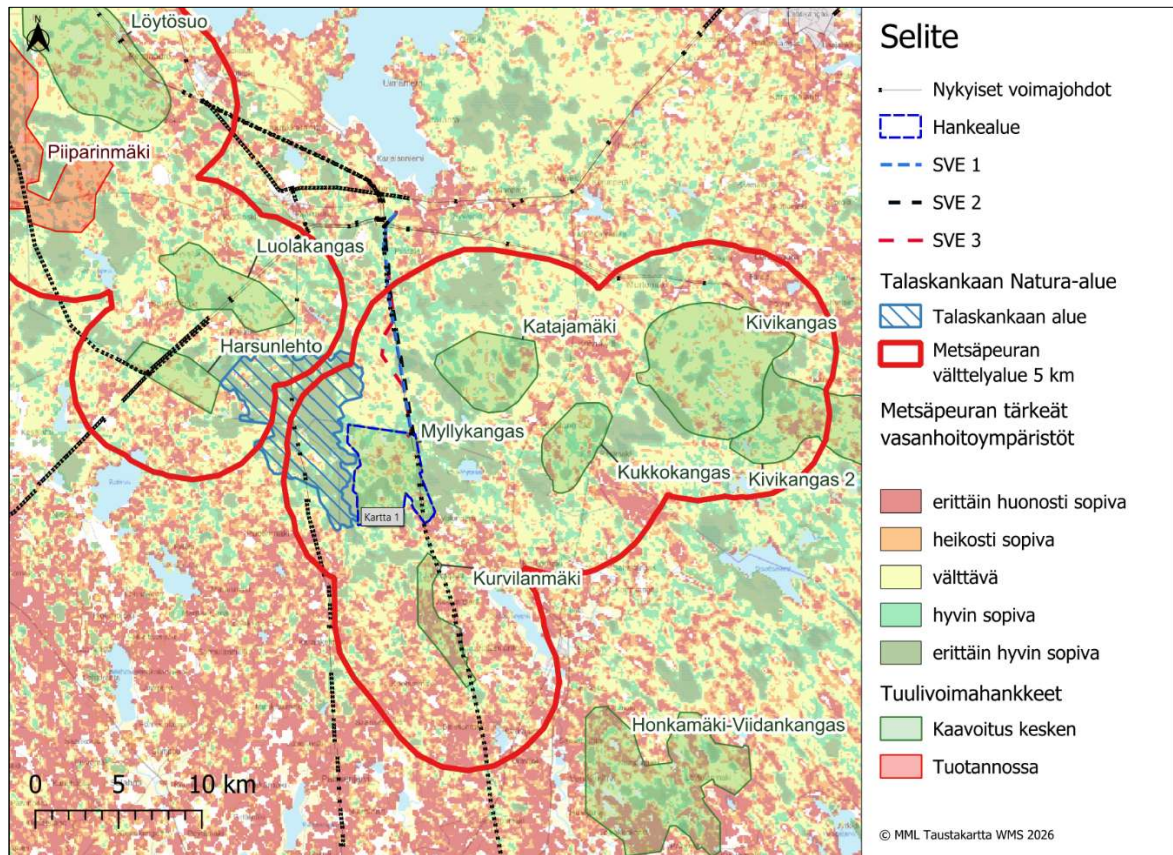 N
Löytösuo
Piiparinmäki
Luolakangas
Harsunlehto
Katajamäki
Kivikangas
Myllykangas
Kukkokangas
Kivikangas 2
Kartta 1
Kurvilanmäki
Honkamäki-Viidankangas
0 5 10 km
Selite
Nykyiset voimajohdot
Hankealue
SVE 1
SVE 2
SVE 3
Talaskankaan Natura-alue
Talaskankaan alue
Metsäpeuran
välttelyalue 5 km
Metsäpeuran tärkeät
vasanhoitoympäristöt
erittäin huonosti sopiva
heikosti sopiva
välttävä
hyvin sopiva
erittäin hyvin sopiva
Tuulivoimahankkeet
Kaavoitus kesken
Tuotannossa
© MML Taustakartta WMS 2026